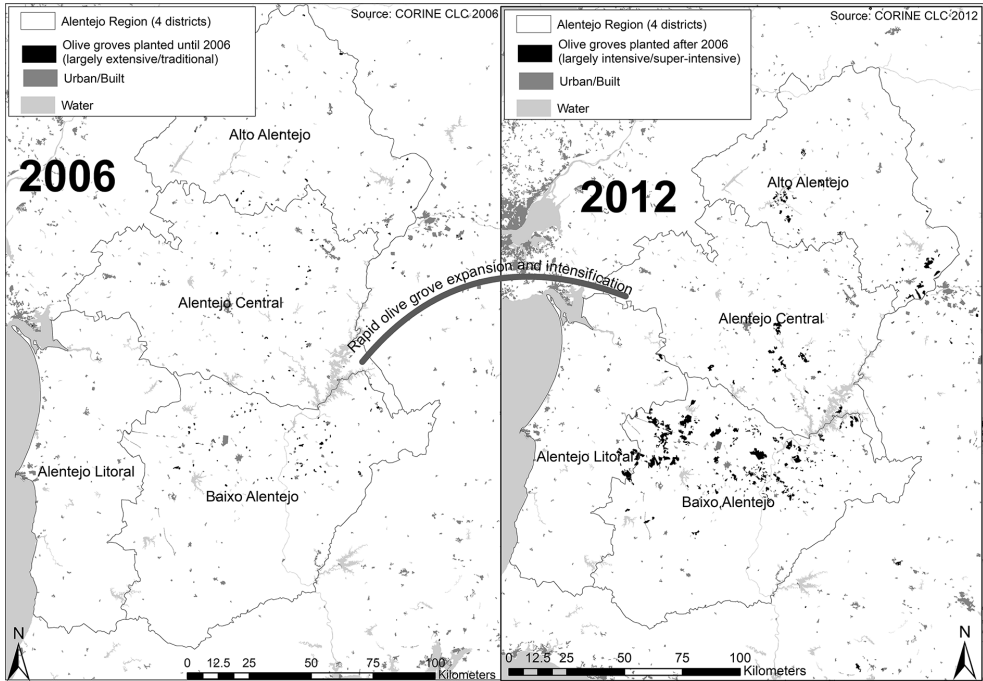 Source: CORINE CLC 2006
Alentejo Region (4 districts)
Olive groves planted until 2006
(largely extensive/traditional)
Urban/Built
Water
2006
Alto Alentejo
Alentejo Central
Alentejo Litoral
Baixo Alentejo
N
0 12.5 25 50 75 100
Kilometers
Rapid olive grove expansion and intensification
Source: CORINE CLC 2012
Alentejo Region (4 districts)
Olive groves planted after 2006
(largely intensive/super-intensive)
Urban/Built
Water
2012
Alto Alentejo
Alentejo Central
Alentejo Litoral
Baixo Alentejo
N
0 12.5 25 50 75 100
Kilometers